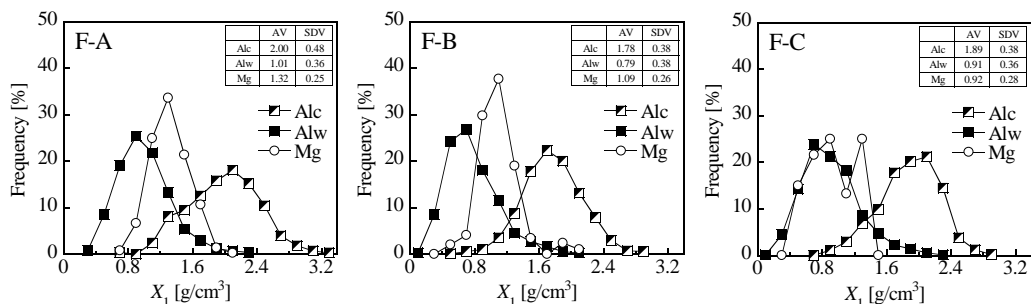 50
40
30
20
10
0
Frequency [%]
F-A
AV SDV
Alc 2.00 0.48
Alw 1.01 0.36
Mg 1.32 0.25
Alc
Alw
Mg
0 0.8 1.6 2.4 3.2
X₁ [g/cm³]
50
40
30
20
10
0
Frequency [%]
F-B
AV SDV
Alc 1.78 0.38
Alw 0.79 0.38
Mg 1.09 0.26
Alc
Alw
Mg
0 0.8 1.6 2.4 3.2
X₁ [g/cm³]
50
40
30
20
10
0
Frequency [%]
F-C
AV SDV
Alc 1.89 0.38
Alw 0.91 0.36
Mg 0.92 0.28
Alc
Alw
Mg
0 0.8 1.6 2.4 3.2
X₁ [g/cm³]